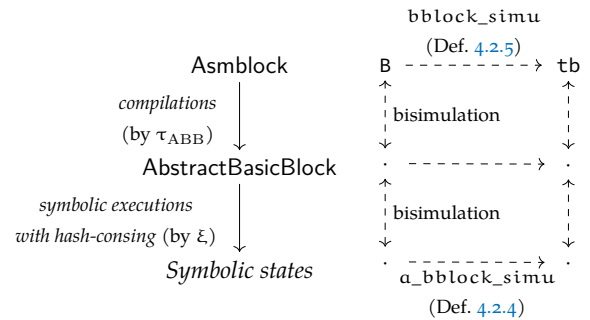 bblock_simu
(Def. 4.2.5)
Asmblock B tb
compilations
(by τABB)
bisimulation
AbstractBasicBlock . .
symbolic executions
with hash-consing (by ξ)
bisimulation
Symbolic states . .
a_bblock_simu
(Def. 4.2.4)